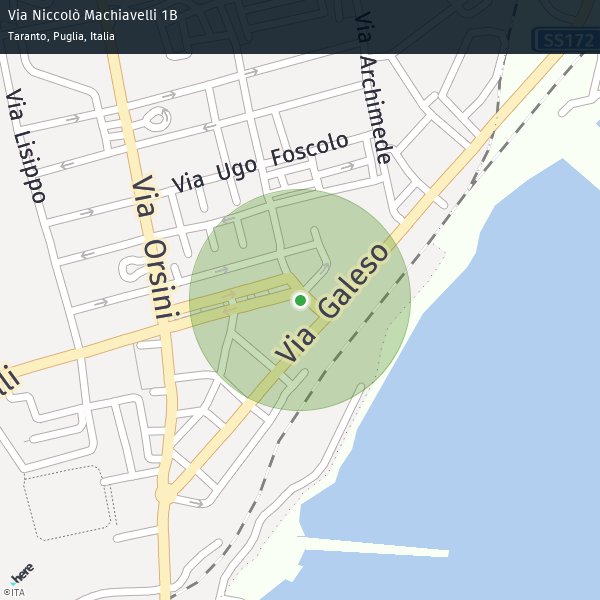 Via Niccolò Machiavelli 1B
Taranto, Puglia, Italia
SS172
Via Archimede
Via Lisippo
Via Ugo Foscolo
Via Orsini
Via Galeso
lli
here
©ITA